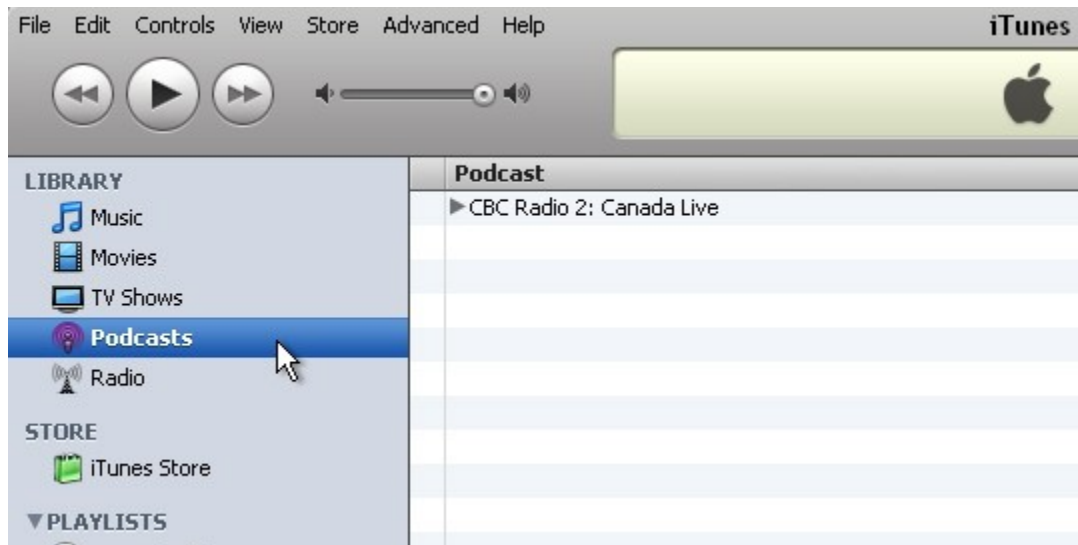 File Edit Controls View Store Advanced Help
iTunes
LIBRARY
Music
Movies
TV Shows
Podcasts
Radio
STORE
iTunes Store
PLAYLISTS
Podcast
CBC Radio 2: Canada Live